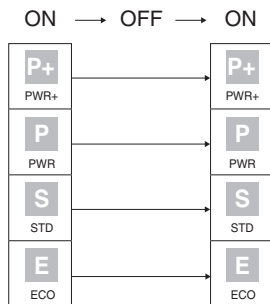 ON → OFF → ON
P+ P+
PWR+ PWR+
P P
PWR PWR
S S
STD STD
E E
ECO ECO